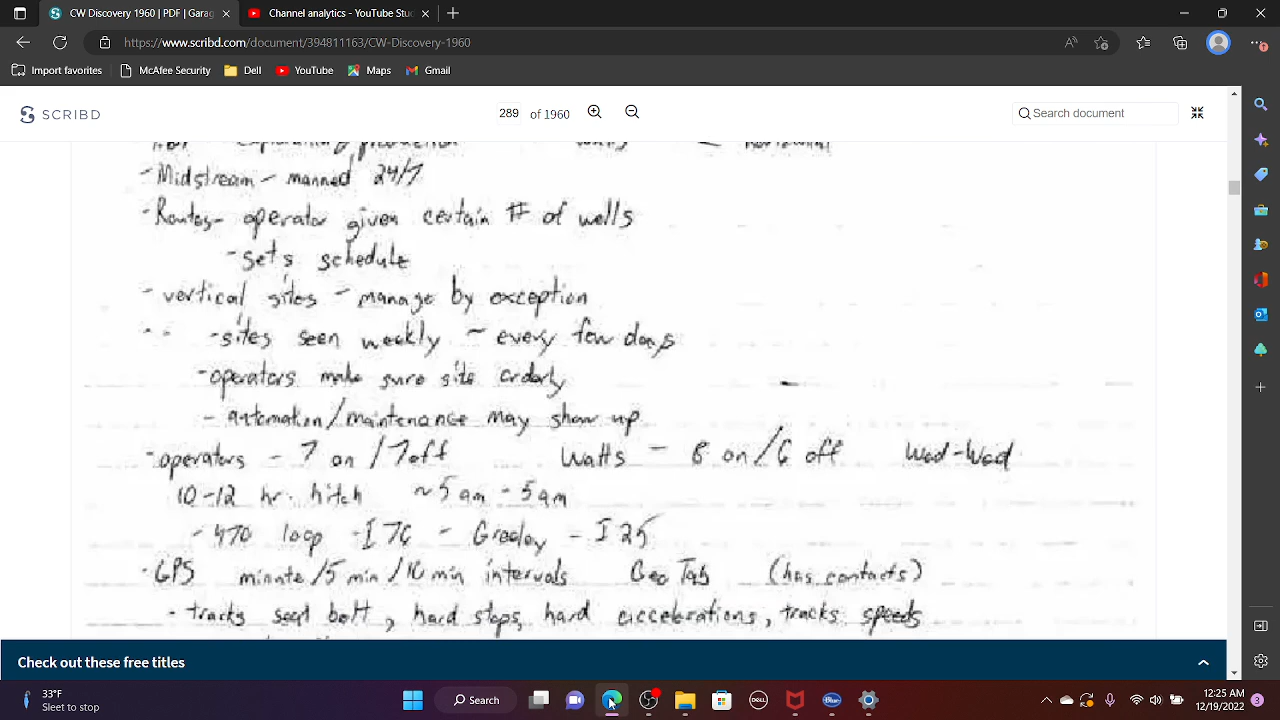 CW Discovery 1960 | PDF | Garag
Channel analytics - YouTube Stu
https://www.scribd.com/document/394811163/CW-Discovery-1960
Import favorites
McAfee Security
Dell
YouTube
Maps
Gmail
SCRIBD
289 of 1960
Search document
- Midstream - manned 24/7
- Routes - operator given certain # of wells
- sets schedule
- vertical sites - manage by exception
- sites seen weekly ~ every few days
- operators make sure site orderly
- automation/maintenance may show up
- operators - 7 on / 7 off Watts - 6 on / 6 off Wed-Wed
10-12 hr. hitch ~5 am - 5 am
- 470 loop - I 76 - Greeley - I 25
- GPS minute / 5 min / 10 min intervals Geo Tab (has contacts)
- tracks seat belt, hard stops, hard accelerations, tracks speeds
Check out these free titles
33°F
Sleet to stop
Search
DELL
Blue
12:25 AM
12/19/2022
3